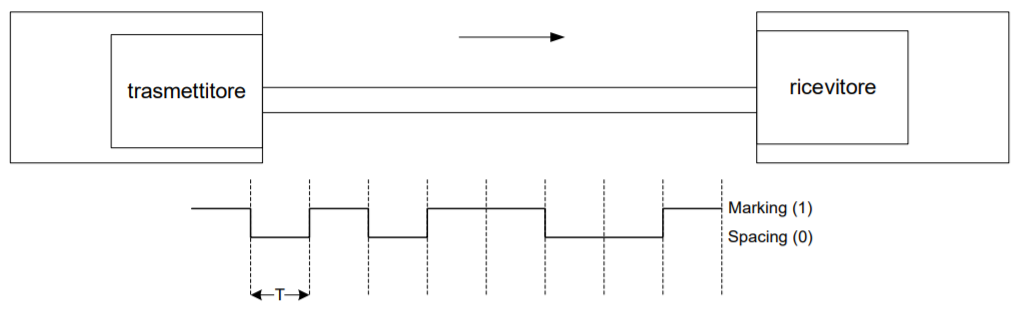 trasmettitore
ricevitore
Marking (1)
Spacing (0)
T